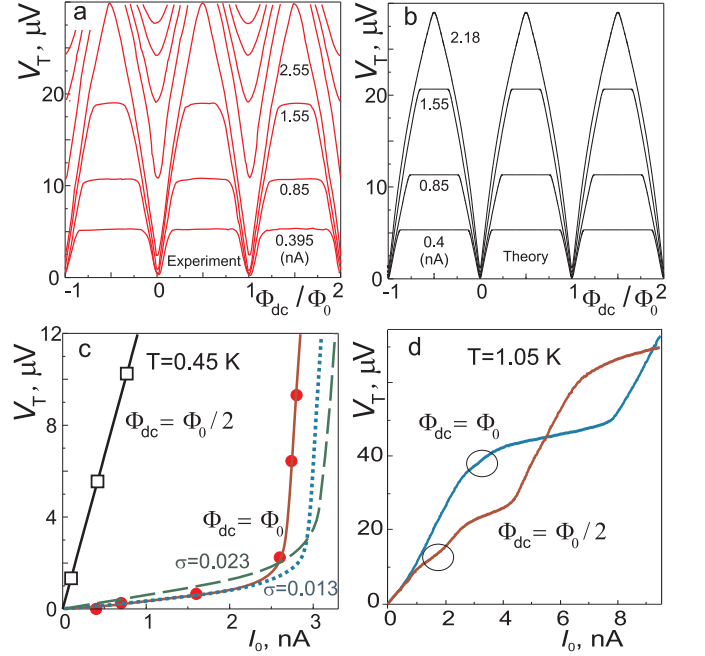 a
V_T, μV
20
10
0
2.55
1.55
0.85
0.395
(nA)
Experiment
-1
0
1
2
Φ_dc / Φ_0
b
V_T, μV
20
10
0
2.18
1.55
0.85
0.4
(nA)
Theory
-1
0
1
2
Φ_dc / Φ_0
c
V_T, μV
12
8
4
0
T=0.45 K
Φ_dc = Φ_0/2
Φ_dc = Φ_0
σ=0.023
σ=0.013
0
1
2
3
I_0, nA
d
V_T, μV
40
20
0
T=1.05 K
Φ_dc = Φ_0
Φ_dc = Φ_0/2
0
2
4
6
8
I_0, nA